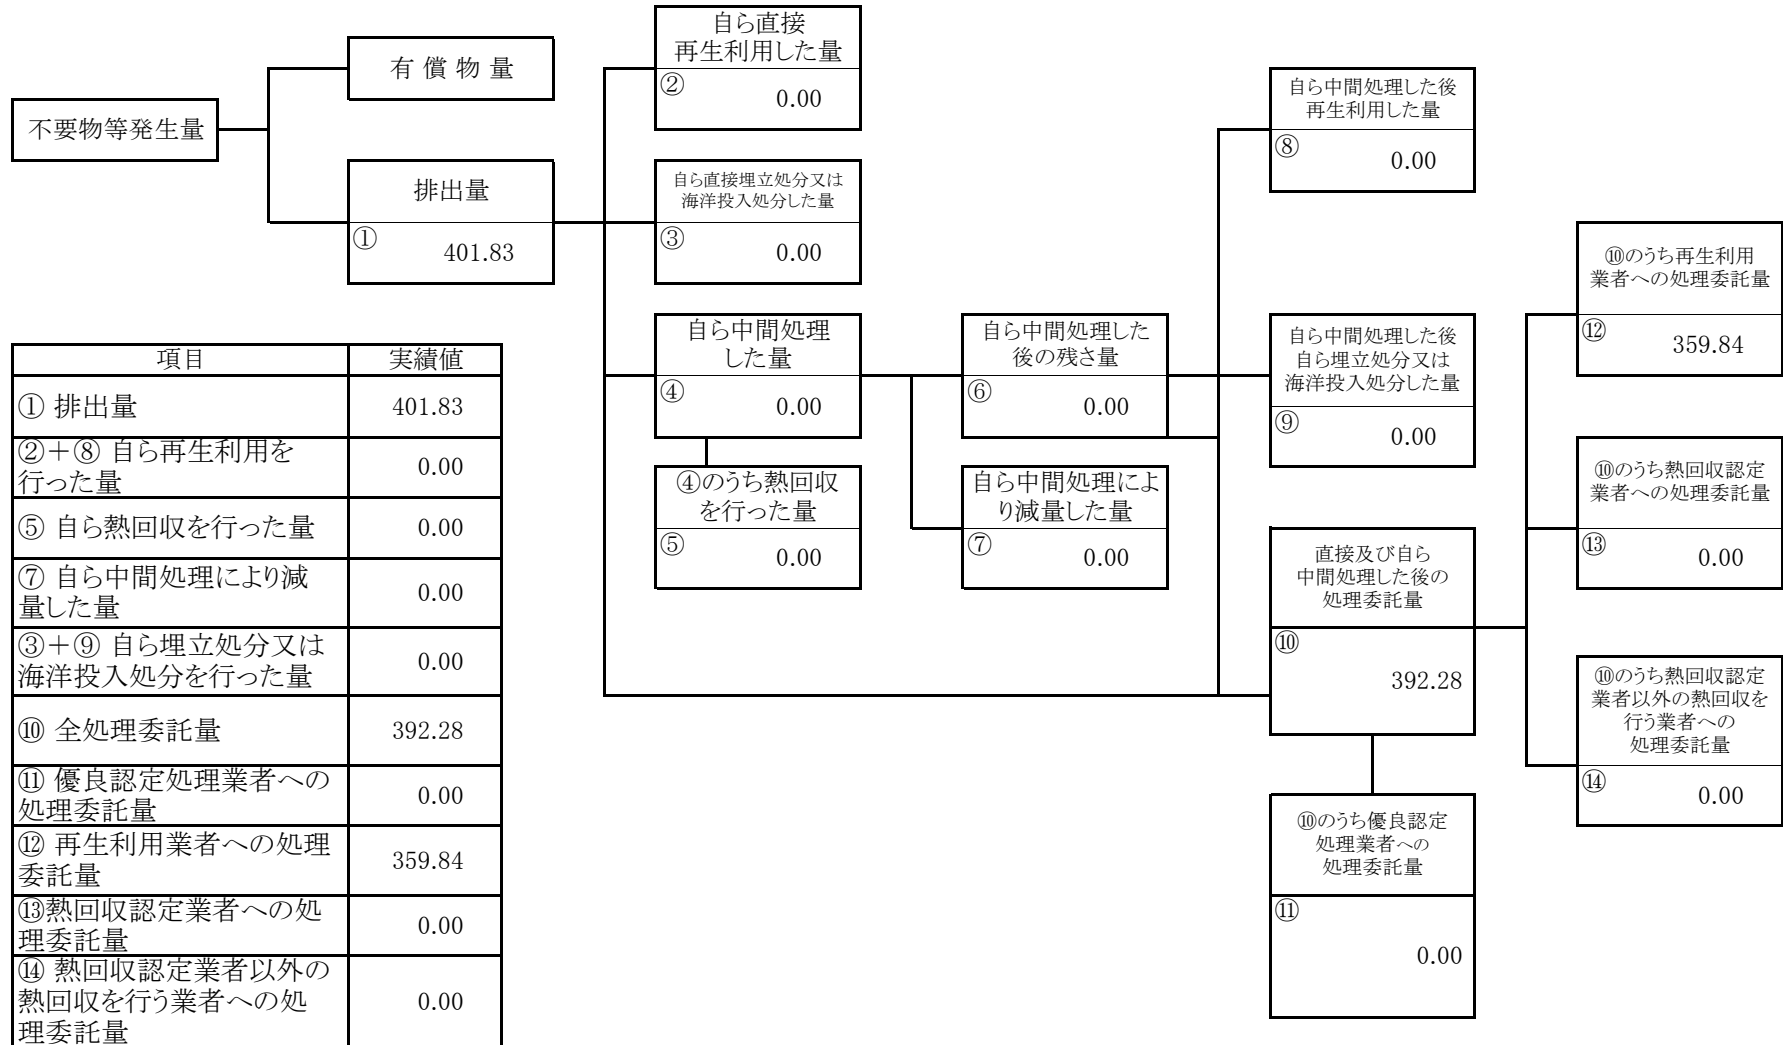 不要物等発生量
有 償 物 量
排出量
①
401.83
自ら直接
再生利用した量
②
0.00
自ら直接埋立処分又は
海洋投入処分した量
③
0.00
自ら中間処理
した量
④
0.00
④のうち熱回収
を行った量
⑤
0.00
自ら中間処理した
後の残さ量
⑥
0.00
自ら中間処理によ
り減量した量
⑦
0.00
自ら中間処理した後
再生利用した量
⑧
0.00
自ら中間処理した後
自ら埋立処分又は
海洋投入処分した量
⑨
0.00
直接及び自ら
中間処理した後の
処理委託量
⑩
392.28
⑩のうち優良認定
処理業者への
処理委託量
⑪
0.00
⑩のうち再生利用
業者への処理委託量
⑫
359.84
⑩のうち熱回収認定
業者への処理委託量
⑬
0.00
⑩のうち熱回収認定
業者以外の熱回収を
行う業者への
処理委託量
⑭
0.00
項目 実績値
① 排出量 401.83
②＋⑧ 自ら再生利用を
行った量 0.00
⑤ 自ら熱回収を行った量 0.00
⑦ 自ら中間処理により減
量した量 0.00
③＋⑨ 自ら埋立処分又は
海洋投入処分を行った量 0.00
⑩ 全処理委託量 392.28
⑪ 優良認定処理業者への
処理委託量 0.00
⑫ 再生利用業者への処理
委託量 359.84
⑬熱回収認定業者への処
理委託量 0.00
⑭ 熱回収認定業者以外の
熱回収を行う業者への処
理委託量 0.00